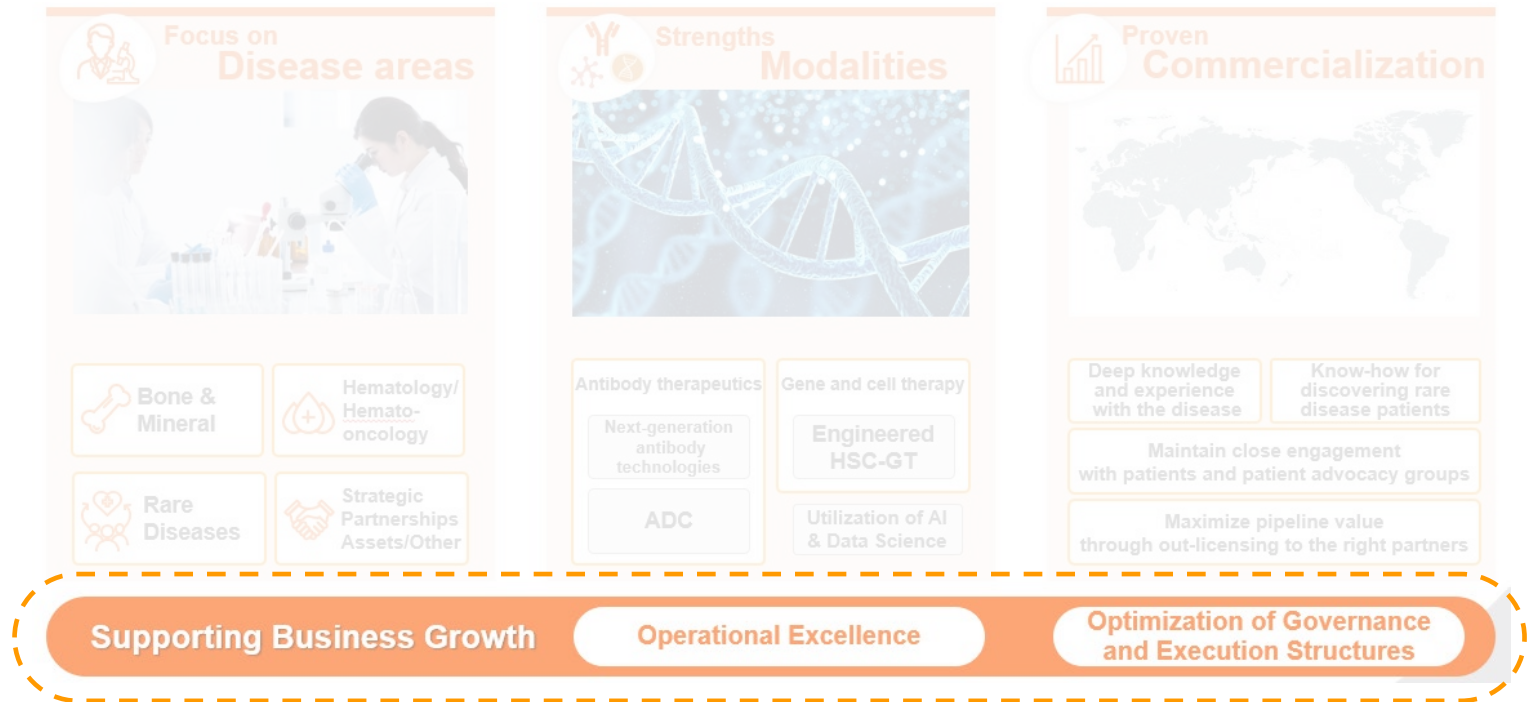 Focus on
Disease areas
Bone &
Mineral
Hematology/
Hemato-
oncology
Rare
Diseases
Strategic
Partnerships
Assets/Other
Strengths
Modalities
Antibody therapeutics
Next-generation
antibody
technologies
ADC
Gene and cell therapy
Engineered
HSC-GT
Utilization of AI
& Data Science
Proven
Commercialization
Deep knowledge
and experience
with the disease
Know-how for
discovering rare
disease patients
Maintain close engagement
with patients and patient advocacy groups
Maximize pipeline value
through out-licensing to the right partners
Supporting Business Growth
Operational Excellence
Optimization of Governance
and Execution Structures